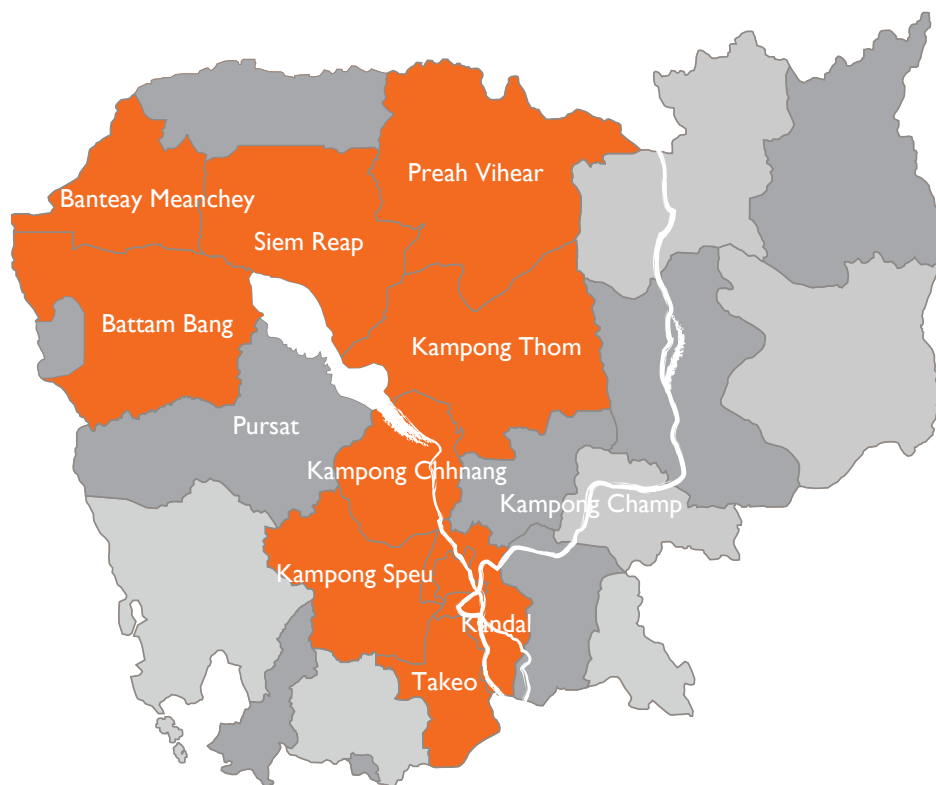 Preah Vihear
Banteay Meanchey
Siem Reap
Battam Bang
Kampong Thom
Pursat
Kampong Chhnang
Kampong Champ
Kampong Speu
Kandal
Takeo